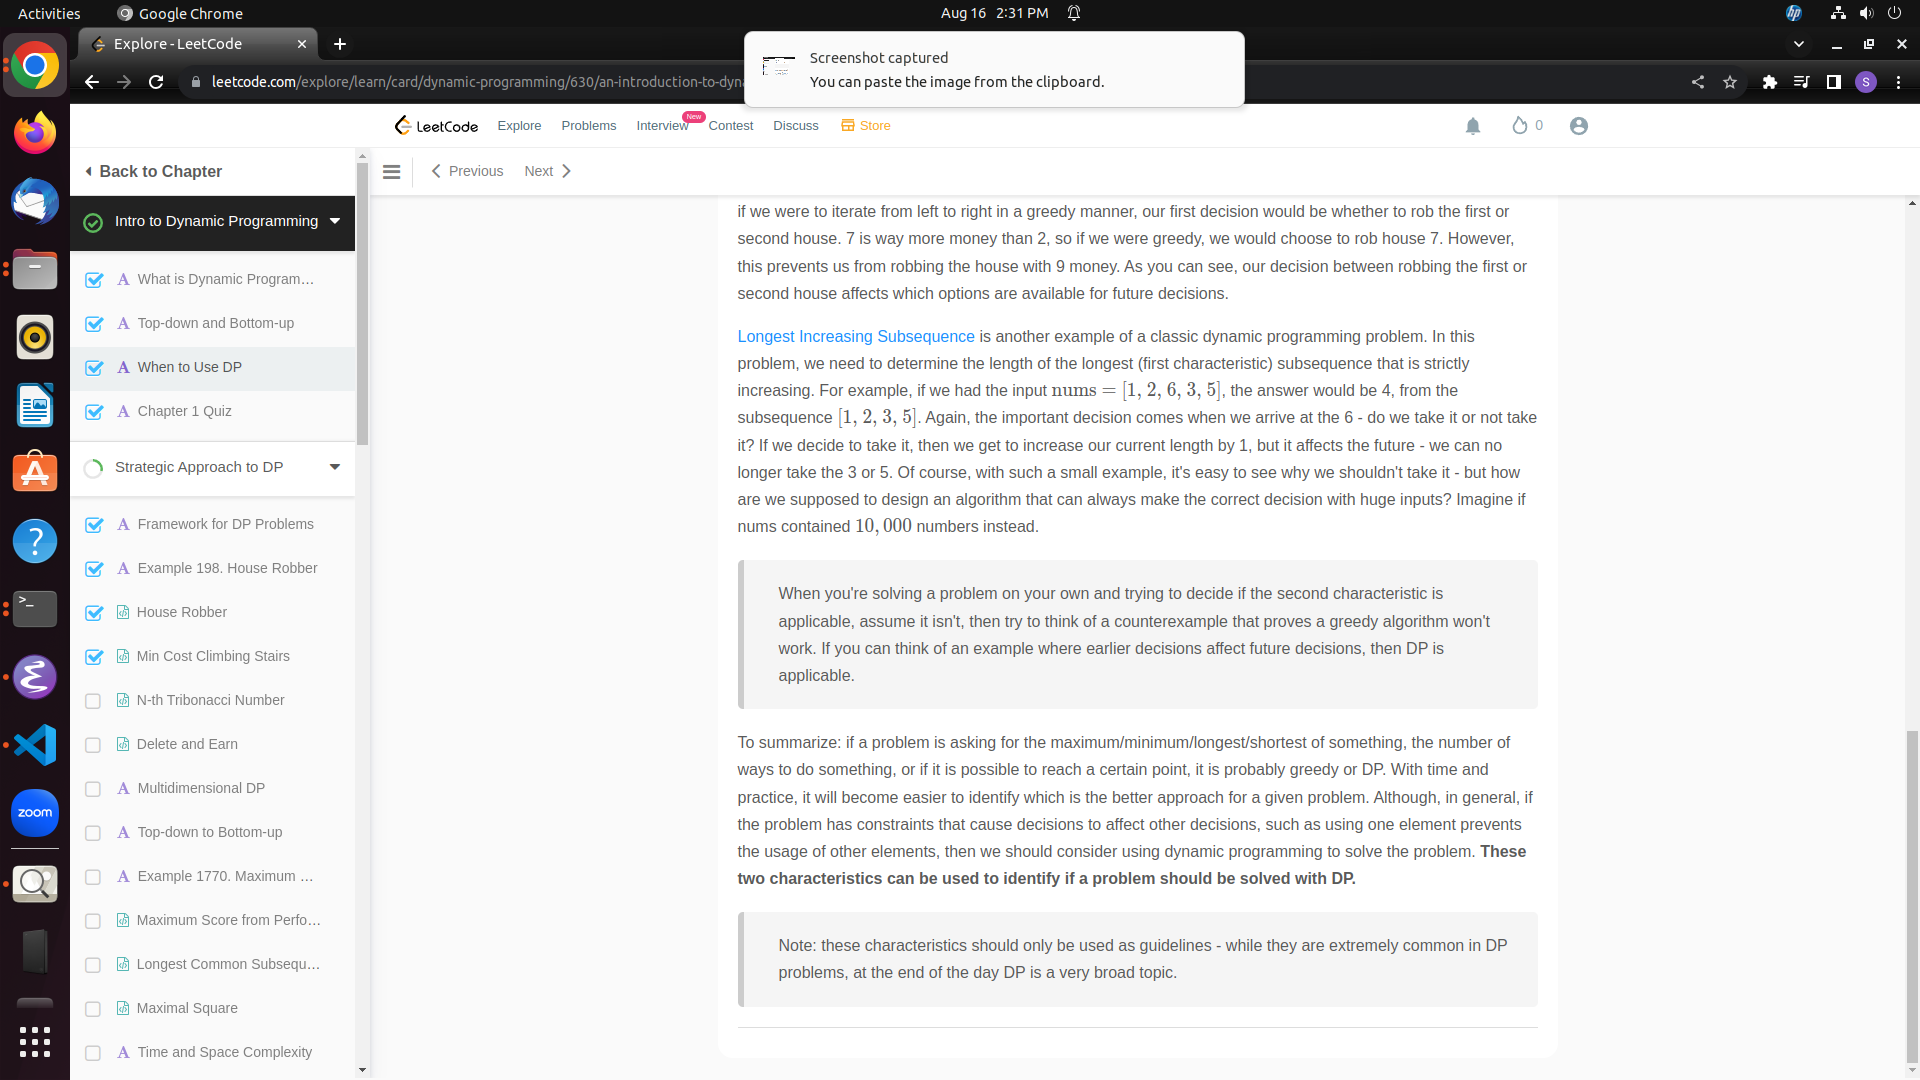 Activities
Google Chrome
Aug 16 2:31 PM
Explore - LeetCode
leetcode.com/explore/learn/card/dynamic-programming/630/an-introduction-to-dyna
Screenshot captured
You can paste the image from the clipboard.
S
LeetCode
Explore
Problems
Interview
New
Contest
Discuss
Store
0
Back to Chapter
Previous
Next
Intro to Dynamic Programming
A What is Dynamic Program…
A Top-down and Bottom-up
A When to Use DP
A Chapter 1 Quiz
Strategic Approach to DP
A Framework for DP Problems
A Example 198. House Robber
House Robber
Min Cost Climbing Stairs
N-th Tribonacci Number
Delete and Earn
A Multidimensional DP
A Top-down to Bottom-up
A Example 1770. Maximum …
Maximum Score from Perfo…
Longest Common Subsequ…
Maximal Square
A Time and Space Complexity
if we were to iterate from left to right in a greedy manner, our first decision would be whether to rob the first or
second house. 7 is way more money than 2, so if we were greedy, we would choose to rob house 7. However,
this prevents us from robbing the house with 9 money. As you can see, our decision between robbing the first or
second house affects which options are available for future decisions.
Longest Increasing Subsequence is another example of a classic dynamic programming problem. In this
problem, we need to determine the length of the longest (first characteristic) subsequence that is strictly
increasing. For example, if we had the input nums = [1, 2, 6, 3, 5], the answer would be 4, from the
subsequence [1, 2, 3, 5]. Again, the important decision comes when we arrive at the 6 - do we take it or not take
it? If we decide to take it, then we get to increase our current length by 1, but it affects the future - we can no
longer take the 3 or 5. Of course, with such a small example, it's easy to see why we shouldn't take it - but how
are we supposed to design an algorithm that can always make the correct decision with huge inputs? Imagine if
nums contained 10, 000 numbers instead.
When you're solving a problem on your own and trying to decide if the second characteristic is
applicable, assume it isn't, then try to think of a counterexample that proves a greedy algorithm won't
work. If you can think of an example where earlier decisions affect future decisions, then DP is
applicable.
To summarize: if a problem is asking for the maximum/minimum/longest/shortest of something, the number of
ways to do something, or if it is possible to reach a certain point, it is probably greedy or DP. With time and
practice, it will become easier to identify which is the better approach for a given problem. Although, in general, if
the problem has constraints that cause decisions to affect other decisions, such as using one element prevents
the usage of other elements, then we should consider using dynamic programming to solve the problem. These
two characteristics can be used to identify if a problem should be solved with DP.
Note: these characteristics should only be used as guidelines - while they are extremely common in DP
problems, at the end of the day DP is a very broad topic.
zoom
hp